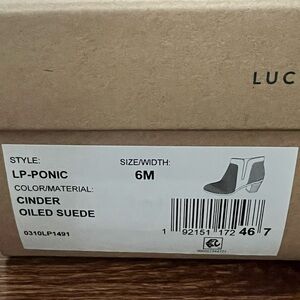 LUC
STYLE: SIZE/WIDTH:
LP-PONIC 6M
COLOR/MATERIAL:
CINDER
OILED SUEDE
0310LP1491
1 92151 172 46 7